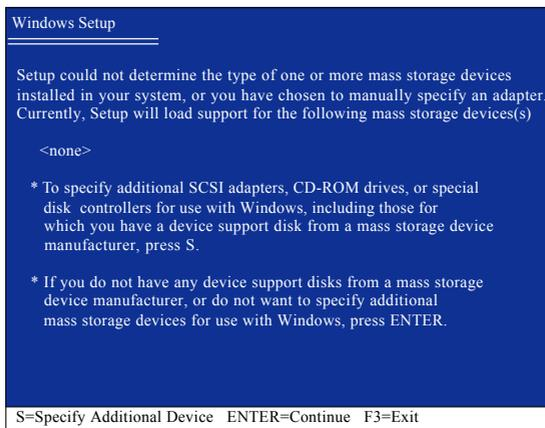 Windows Setup
Setup could not determine the type of one or more mass storage devices
installed in your system, or you have chosen to manually specify an adapter.
Currently, Setup will load support for the following mass storage devices(s)
<none>
* To specify additional SCSI adapters, CD-ROM drives, or special
disk controllers for use with Windows, including those for
which you have a device support disk from a mass storage device
manufacturer, press S.
* If you do not have any device support disks from a mass storage
device manufacturer, or do not want to specify additional
mass storage devices for use with Windows, press ENTER.
S=Specify Additional Device ENTER=Continue F3=Exit